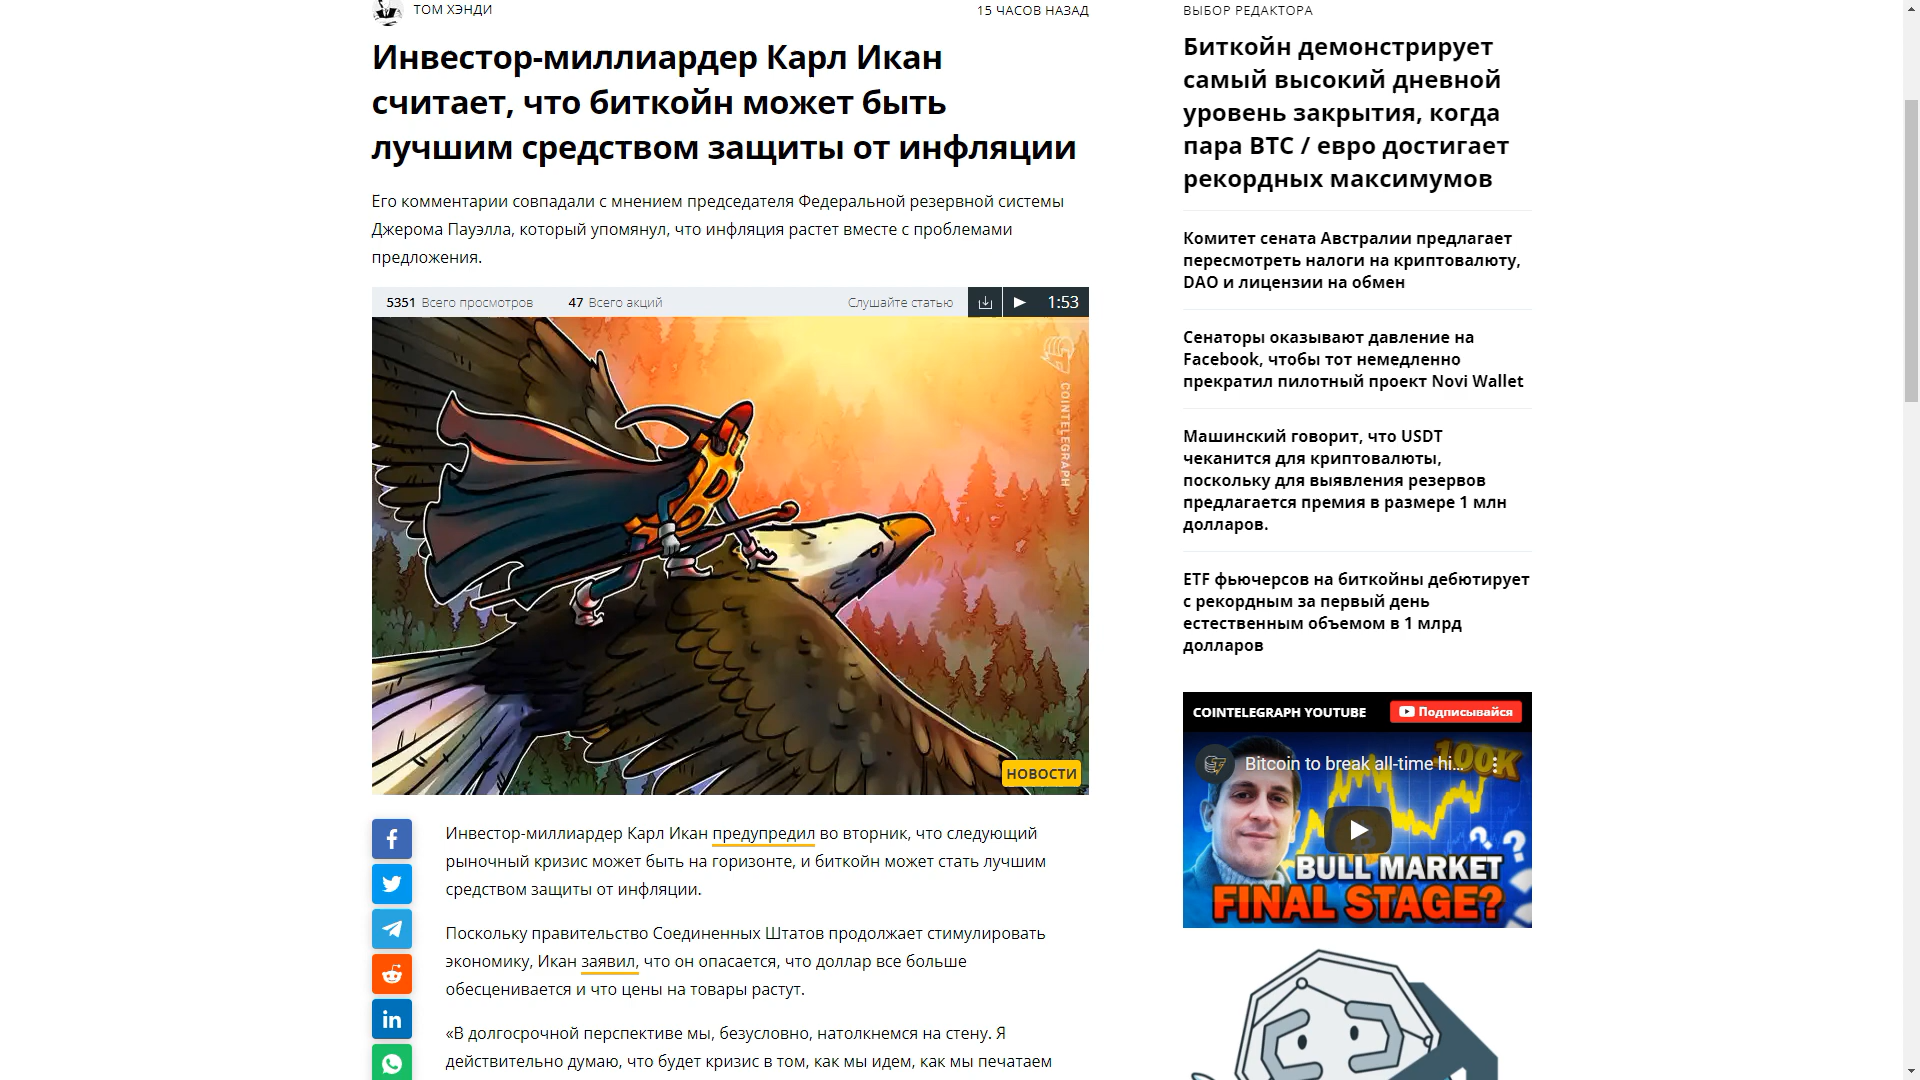 ТОМ ХЭНДИ
15 ЧАСОВ НАЗАД
Инвестор-миллиардер Карл Икан
считает, что биткойн может быть
лучшим средством защиты от инфляции
Его комментарии совпадали с мнением председателя Федеральной резервной системы
Джерома Пауэлла, который упомянул, что инфляция растет вместе с проблемами
предложения.
5351 Всего просмотров 47 Всего акций Слушайте статью 1:53
COINTELEGRAPH
НОВОСТИ
Инвестор-миллиардер Карл Икан предупредил во вторник, что следующий
рыночный кризис может быть на горизонте, и биткойн может стать лучшим
средством защиты от инфляции.
Поскольку правительство Соединенных Штатов продолжает стимулировать
экономику, Икан заявил, что он опасается, что доллар все больше
обесценивается и что цены на товары растут.
«В долгосрочной перспективе мы, безусловно, натолкнемся на стену. Я
действительно думаю, что будет кризис в том, как мы идем, как мы печатаем
ВЫБОР РЕДАКТОРА
Биткойн демонстрирует
самый высокий дневной
уровень закрытия, когда
пара BTC / евро достигает
рекордных максимумов
Комитет сената Австралии предлагает
пересмотреть налоги на криптовалюту,
DAO и лицензии на обмен
Сенаторы оказывают давление на
Facebook, чтобы тот немедленно
прекратил пилотный проект Novi Wallet
Машинский говорит, что USDT
чеканится для криптовалюты,
поскольку для выявления резервов
предлагается премия в размере 1 млн
долларов.
ETF фьючерсов на биткойны дебютирует
с рекордным за первый день
естественным объемом в 1 млрд
долларов
COINTELEGRAPH YOUTUBE Подписывайся
Bitcoin to break all-time hi...
100K
BULL MARKET
FINAL STAGE?